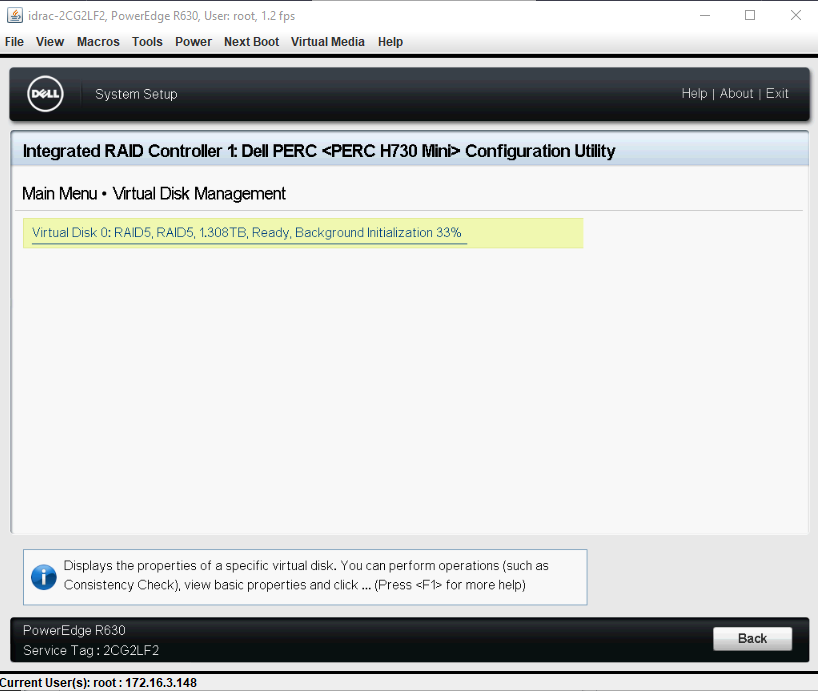 idrac-2CG2LF2, PowerEdge R630, User: root, 1.2 fps
File View Macros Tools Power Next Boot Virtual Media Help
DELL System Setup Help | About | Exit
Integrated RAID Controller 1: Dell PERC <PERC H730 Mini> Configuration Utility
Main Menu • Virtual Disk Management
Virtual Disk 0: RAID5, RAID5, 1.308TB, Ready, Background Initialization 33%
Displays the properties of a specific virtual disk. You can perform operations (such as
Consistency Check), view basic properties and click ... (Press <F1> for more help)
PowerEdge R630
Service Tag : 2CG2LF2
Back
Current User(s): root : 172.16.3.148